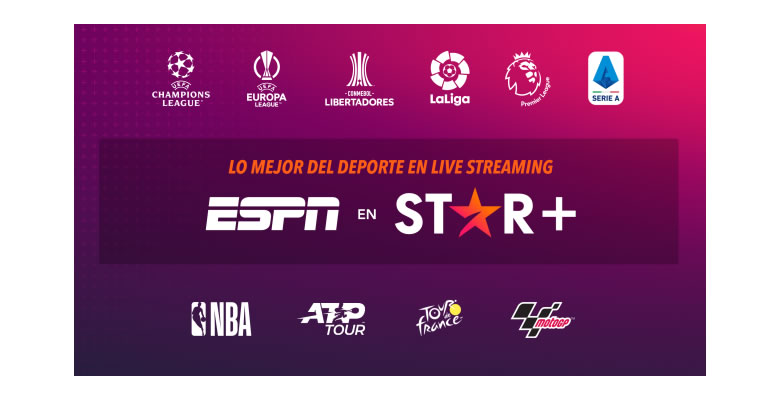 UEFA
CHAMPIONS
LEAGUE
UEFA
EUROPA
LEAGUE
CONMEBOL
LIBERTADORES
LaLiga
Premier League
SERIE A
LO MEJOR DEL DEPORTE EN LIVE STREAMING
ESPN EN STAR+
NBA
ATP
TOUR
TOUR de france
motoGP